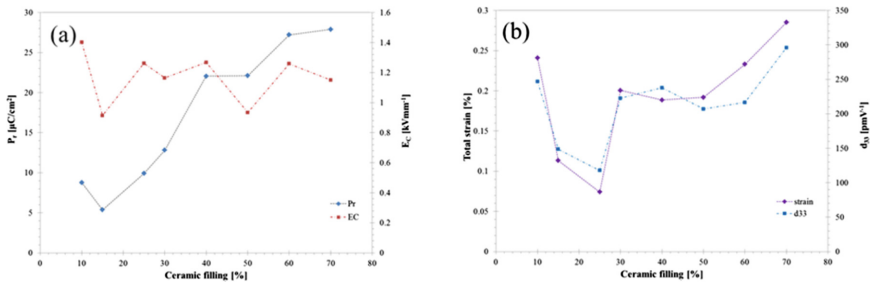 (a)
30
25
20
15
10
5
0
Pr [µC/cm²]
1.6
1.4
1.2
1
0.8
0.6
0.4
0.2
0
EC [kVmm⁻¹]
0 10 20 30 40 50 60 70 80
Ceramic filling [%]
Pr
EC
(b)
0.3
0.25
0.2
0.15
0.1
0.05
0
Total strain [%]
350
300
250
200
150
100
50
0
d33 [pmV⁻¹]
0 10 20 30 40 50 60 70 80
Ceramic filling [%]
strain
d33